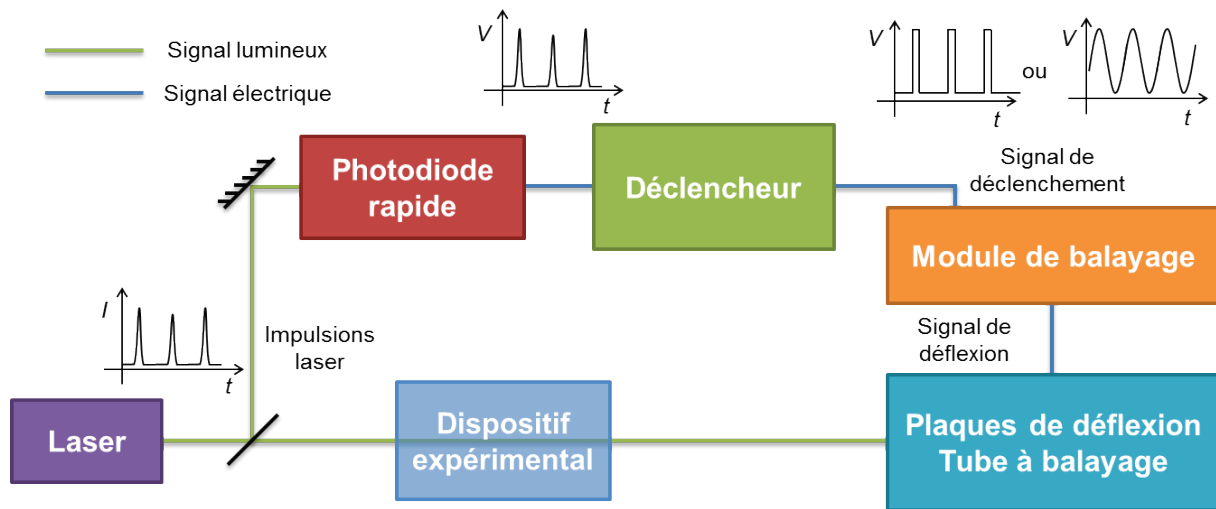 Signal lumineux
Signal électrique
V
t
V
t
ou
V
t
Signal de
déclenchement
Photodiode
rapide
Déclencheur
Module de balayage
I
t
Impulsions
laser
Signal de
déflexion
Laser
Dispositif
expérimental
Plaques de déflexion
Tube à balayage